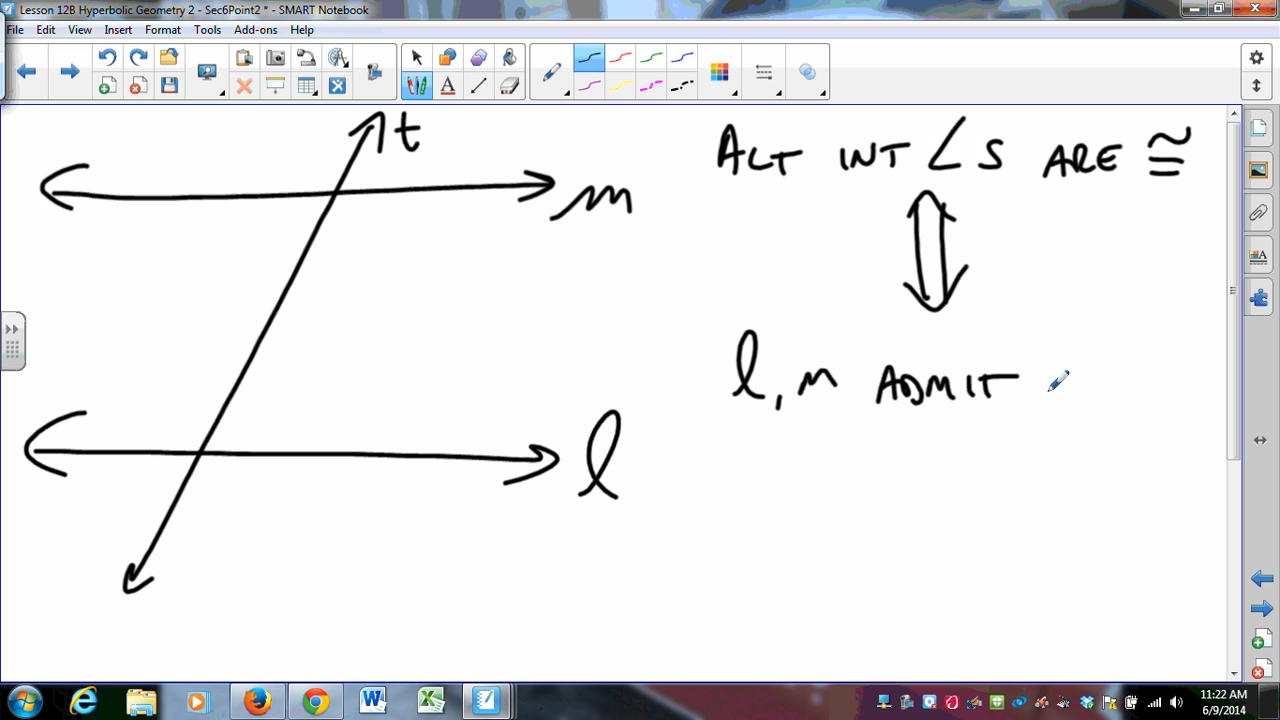 Lesson 12B Hyperbolic Geometry 2 - Sec6Point2 * - SMART Notebook
File Edit View Insert Format Tools Add-ons Help
t
m
l
ALT INT ∠ S ARE ≅
⇕
l, m ADMIT
11:22 AM
6/9/2014